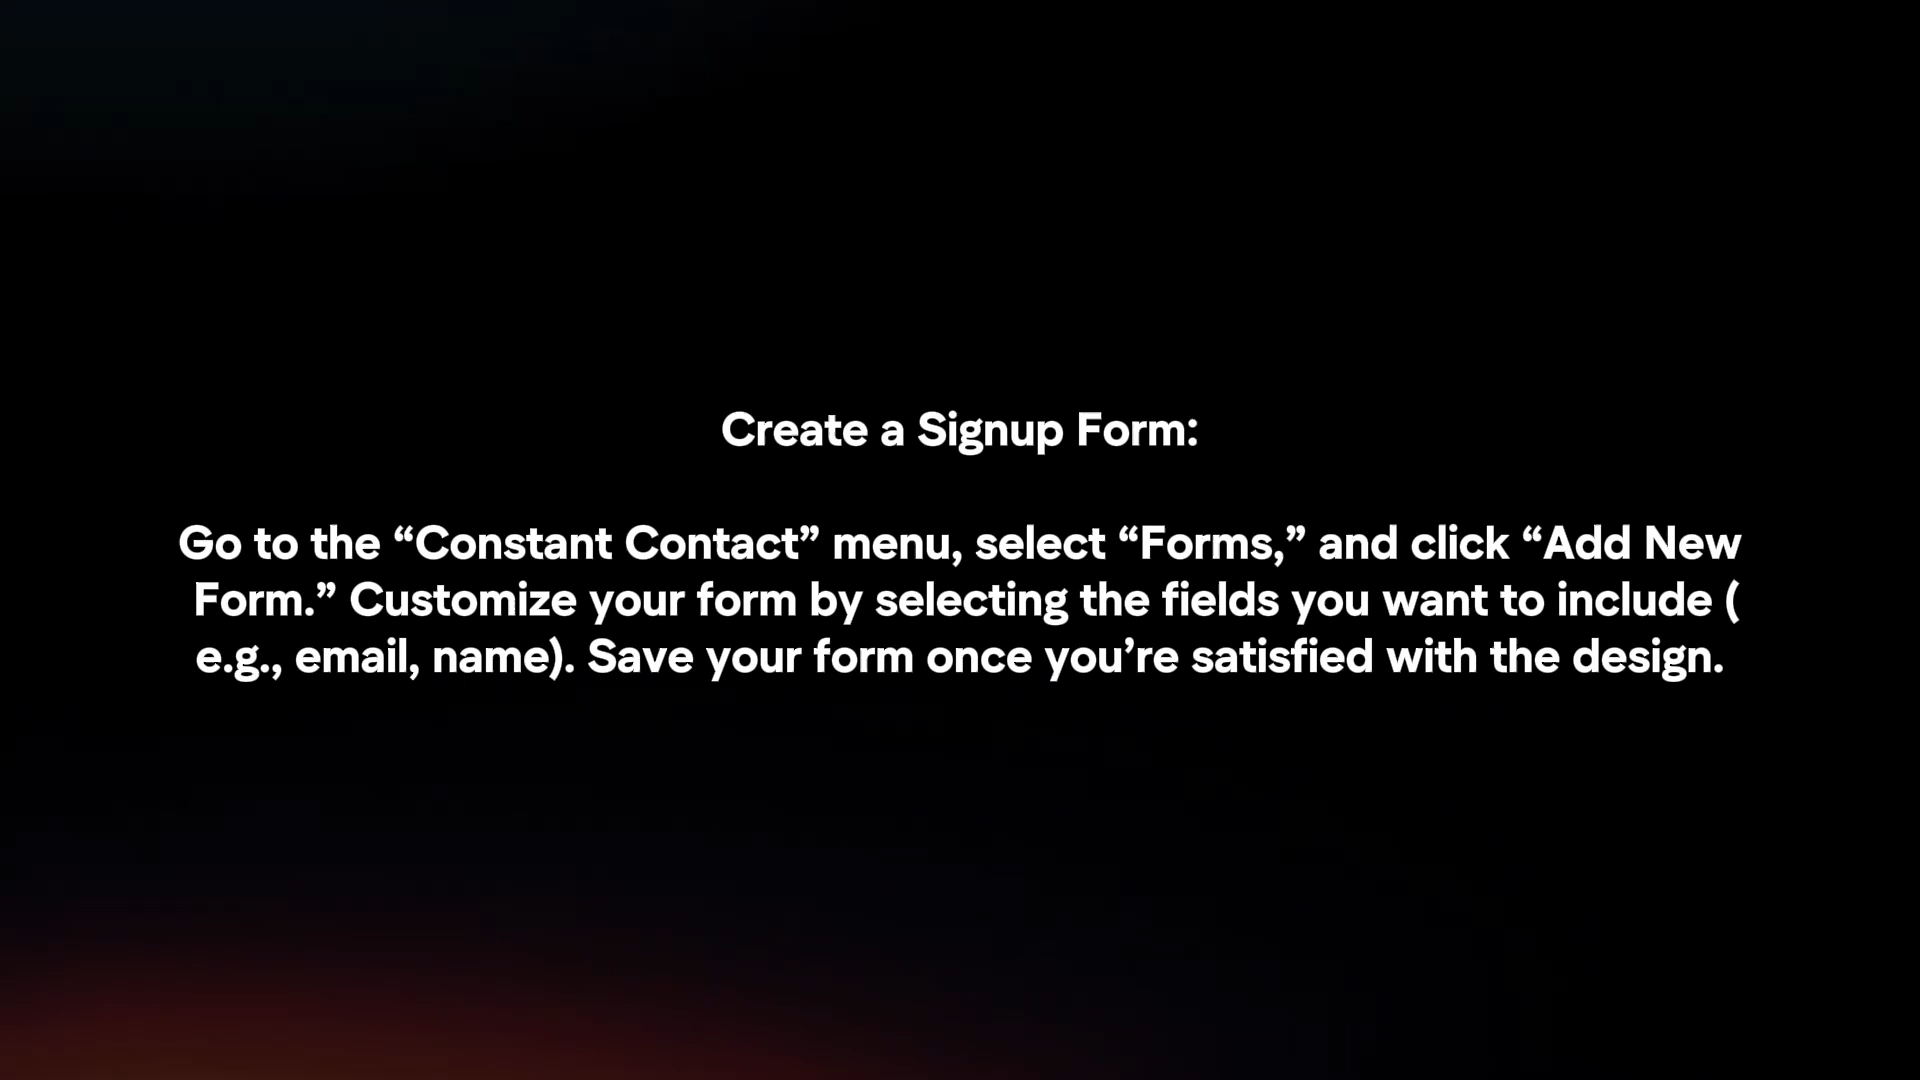 Create a Signup Form:
Go to the “Constant Contact” menu, select “Forms,” and click “Add New
Form.” Customize your form by selecting the fields you want to include (
e.g., email, name). Save your form once you’re satisfied with the design.